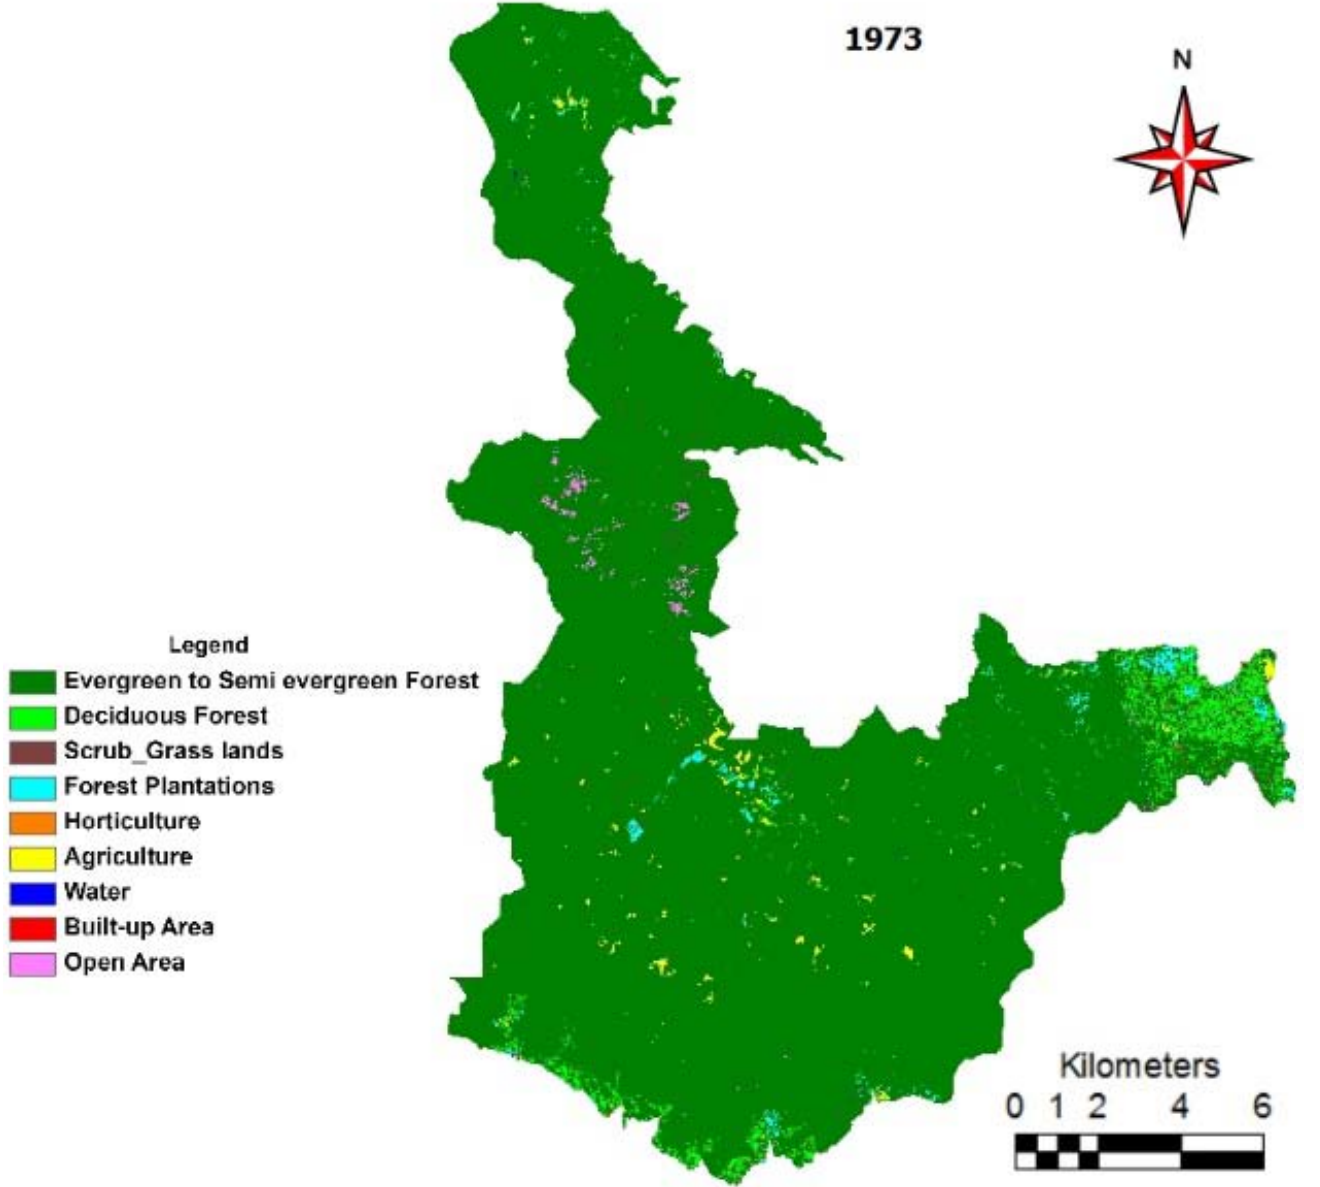 1973
N
Legend
Evergreen to Semi evergreen Forest
Deciduous Forest
Scrub_Grass lands
Forest Plantations
Horticulture
Agriculture
Water
Built-up Area
Open Area
Kilometers
0 1 2 4 6